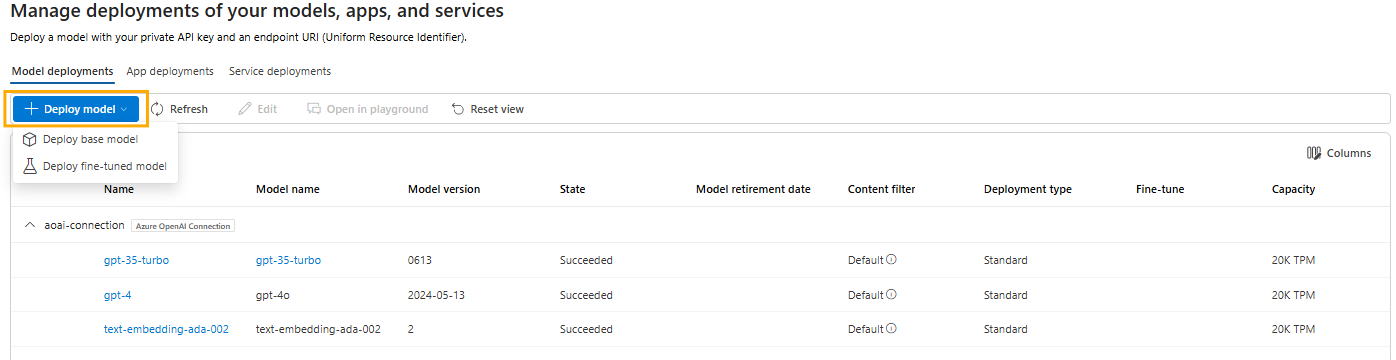 Manage deployments of your models, apps, and services
Deploy a model with your private API key and an endpoint URI (Uniform Resource Identifier).
Model deployments App deployments Service deployments
Deploy model Refresh Edit Open in playground Reset view
Deploy base model
Columns
Deploy fine-tuned model
Name Model name Model version State Model retirement date Content filter Deployment type Fine-tune Capacity
aoai-connection Azure OpenAI Connection
gpt-35-turbo gpt-35-turbo 0613 Succeeded Default Standard 20K TPM
gpt-4 gpt-4o 2024-05-13 Succeeded Default Standard 20K TPM
text-embedding-ada-002 text-embedding-ada-002 2 Succeeded Default Standard 20K TPM